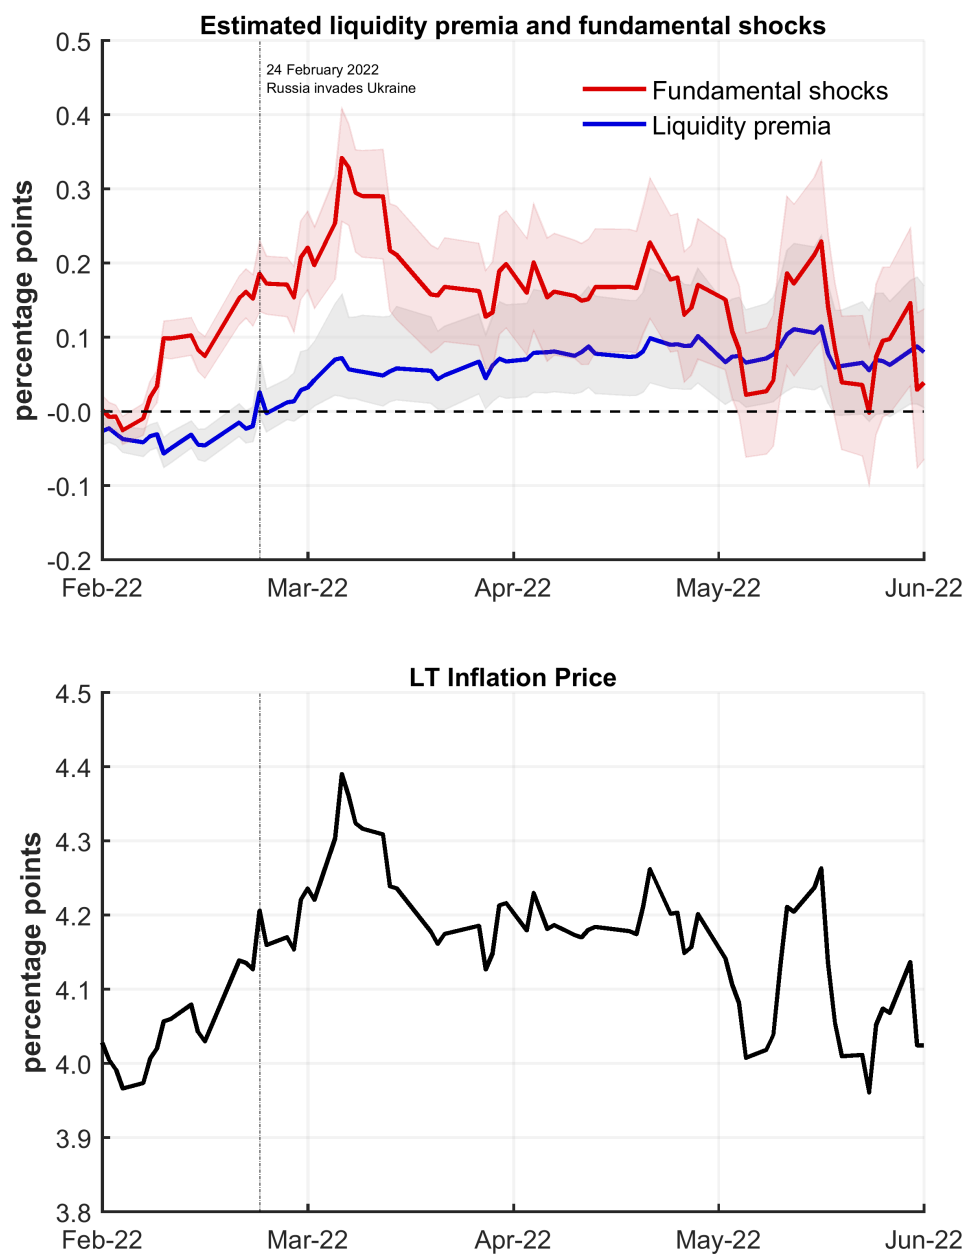 Estimated liquidity premia and fundamental shocks
0.5
24 February 2022
Russia invades Ukraine
Fundamental shocks
Liquidity premia
0.4
0.3
0.2
0.1
-0.0
-0.1
-0.2
percentage points
Feb-22 Mar-22 Apr-22 May-22 Jun-22
LT Inflation Price
4.5
4.4
4.3
4.2
4.1
4.0
3.9
3.8
percentage points
Feb-22 Mar-22 Apr-22 May-22 Jun-22